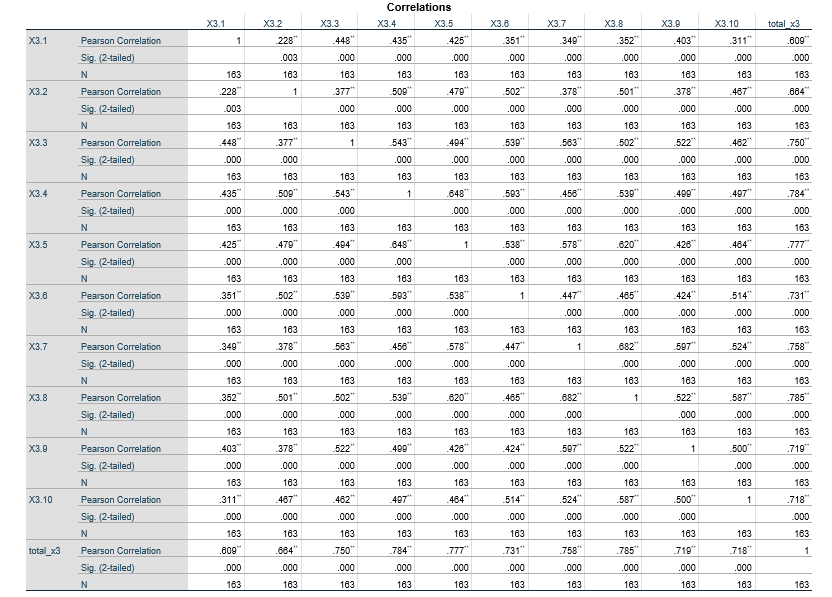 Correlations
X3.1 X3.2 X3.3 X3.4 X3.5 X3.6 X3.7 X3.8 X3.9 X3.10 total_x3
X3.1 Pearson Correlation 1 .228** .448** .435** .425** .351** .349** .352** .403** .311** .609**
Sig. (2-tailed) .003 .000 .000 .000 .000 .000 .000 .000 .000 .000
N 163 163 163 163 163 163 163 163 163 163 163
X3.2 Pearson Correlation .228** 1 .377** .509** .479** .502** .378** .501** .378** .467** .664**
Sig. (2-tailed) .003 .000 .000 .000 .000 .000 .000 .000 .000 .000
N 163 163 163 163 163 163 163 163 163 163 163
X3.3 Pearson Correlation .448** .377** 1 .543** .494** .539** .563** .502** .522** .462** .750**
Sig. (2-tailed) .000 .000 .000 .000 .000 .000 .000 .000 .000 .000
N 163 163 163 163 163 163 163 163 163 163 163
X3.4 Pearson Correlation .435** .509** .543** 1 .648** .593** .456** .539** .499** .497** .784**
Sig. (2-tailed) .000 .000 .000 .000 .000 .000 .000 .000 .000 .000
N 163 163 163 163 163 163 163 163 163 163 163
X3.5 Pearson Correlation .425** .479** .494** .648** 1 .538** .578** .620** .426** .464** .777**
Sig. (2-tailed) .000 .000 .000 .000 .000 .000 .000 .000 .000 .000
N 163 163 163 163 163 163 163 163 163 163 163
X3.6 Pearson Correlation .351** .502** .539** .593** .538** 1 .447** .465** .424** .514** .731**
Sig. (2-tailed) .000 .000 .000 .000 .000 .000 .000 .000 .000 .000
N 163 163 163 163 163 163 163 163 163 163 163
X3.7 Pearson Correlation .349** .378** .563** .456** .578** .447** 1 .682** .597** .524** .758**
Sig. (2-tailed) .000 .000 .000 .000 .000 .000 .000 .000 .000 .000
N 163 163 163 163 163 163 163 163 163 163 163
X3.8 Pearson Correlation .352** .501** .502** .539** .620** .465** .682** 1 .522** .587** .785**
Sig. (2-tailed) .000 .000 .000 .000 .000 .000 .000 .000 .000 .000
N 163 163 163 163 163 163 163 163 163 163 163
X3.9 Pearson Correlation .403** .378** .522** .499** .426** .424** .597** .522** 1 .500** .719**
Sig. (2-tailed) .000 .000 .000 .000 .000 .000 .000 .000 .000 .000
N 163 163 163 163 163 163 163 163 163 163 163
X3.10 Pearson Correlation .311** .467** .462** .497** .464** .514** .524** .587** .500** 1 .718**
Sig. (2-tailed) .000 .000 .000 .000 .000 .000 .000 .000 .000 .000
N 163 163 163 163 163 163 163 163 163 163 163
total_x3 Pearson Correlation .609** .664** .750** .784** .777** .731** .758** .785** .719** .718** 1
Sig. (2-tailed) .000 .000 .000 .000 .000 .000 .000 .000 .000 .000
N 163 163 163 163 163 163 163 163 163 163 163